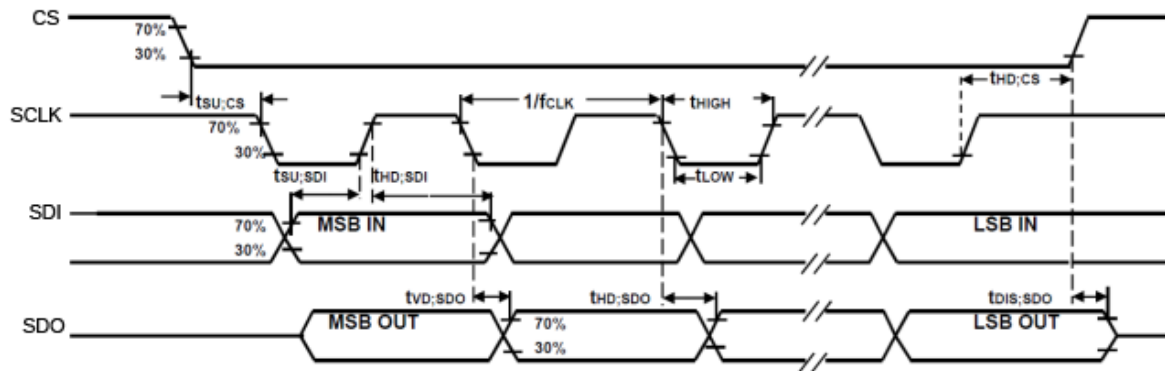 CS
70%
30%
tHD;CS
tSU;CS
1/fCLK
tHIGH
SCLK
70%
30%
tLOW
tSU;SDI
tHD;SDI
SDI
70%
MSB IN
LSB IN
30%
tVD;SDO
tHD;SDO
tDIS;SDO
SDO
MSB OUT
70%
LSB OUT
30%